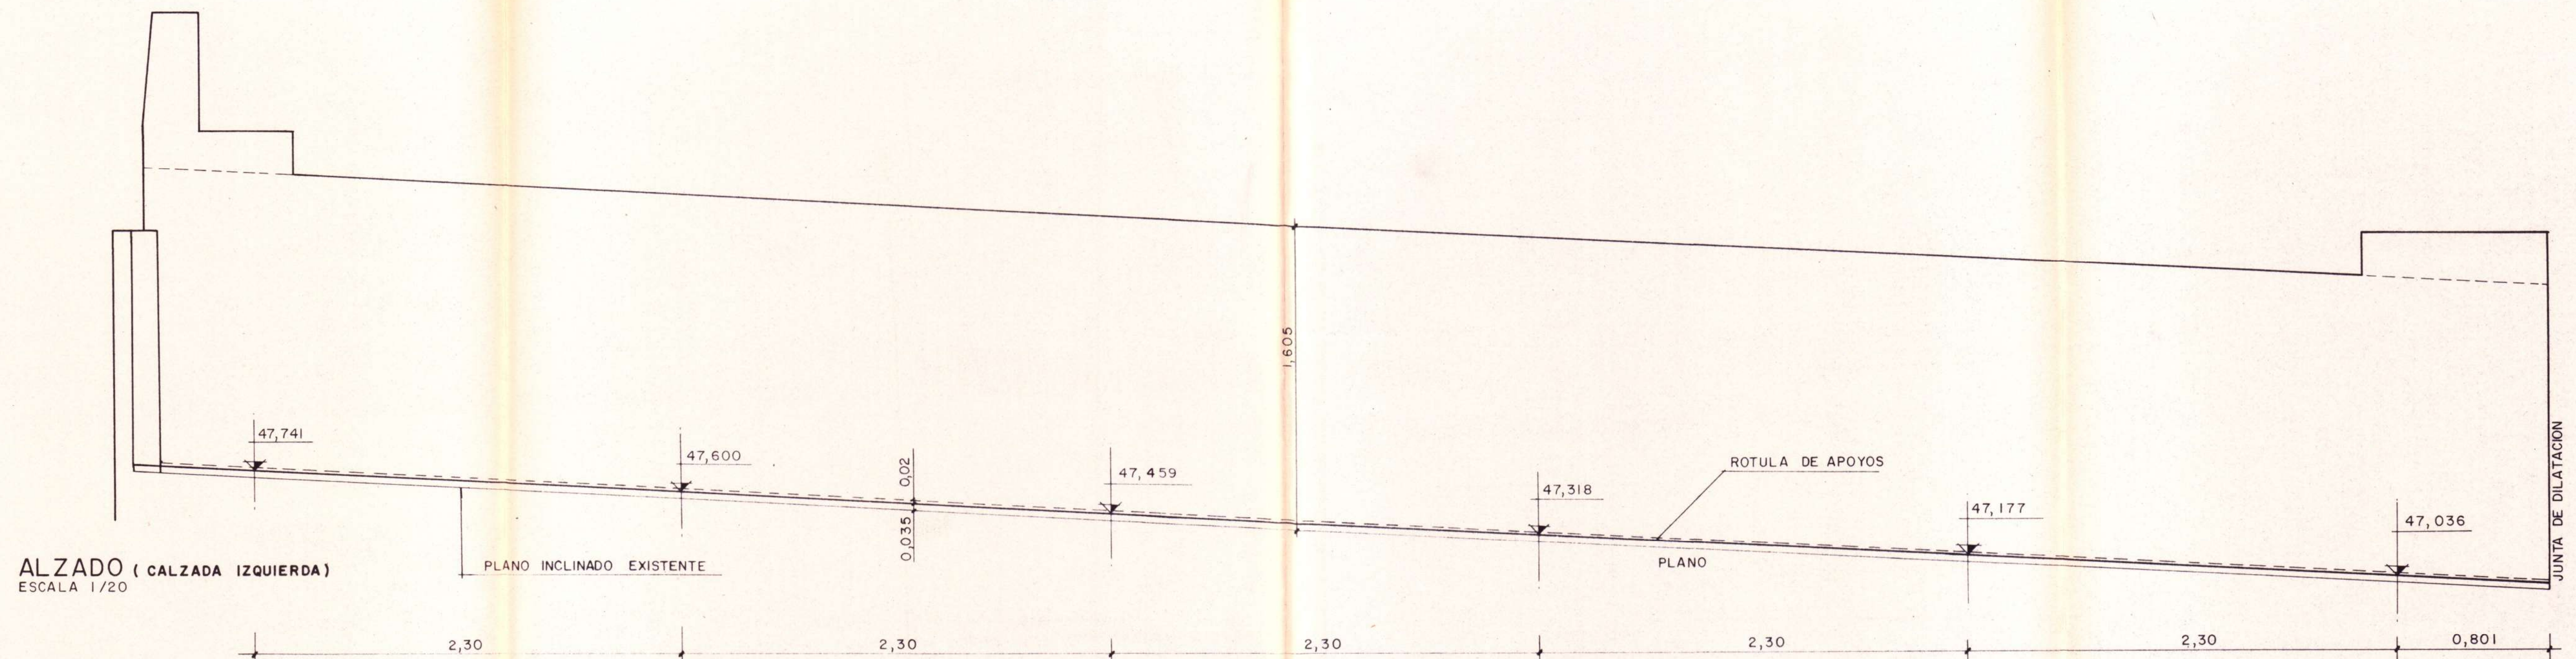 1,605
47,741
47,600
0,02
0,035
47,459
47,318
ROTULA DE APOYOS
47,177
47,036
JUNTA DE DILATACION
PLANO INCLINADO EXISTENTE
PLANO
ALZADO (CALZADA IZQUIERDA)
ESCALA 1/20
2,30
2,30
2,30
2,30
2,30
0,801